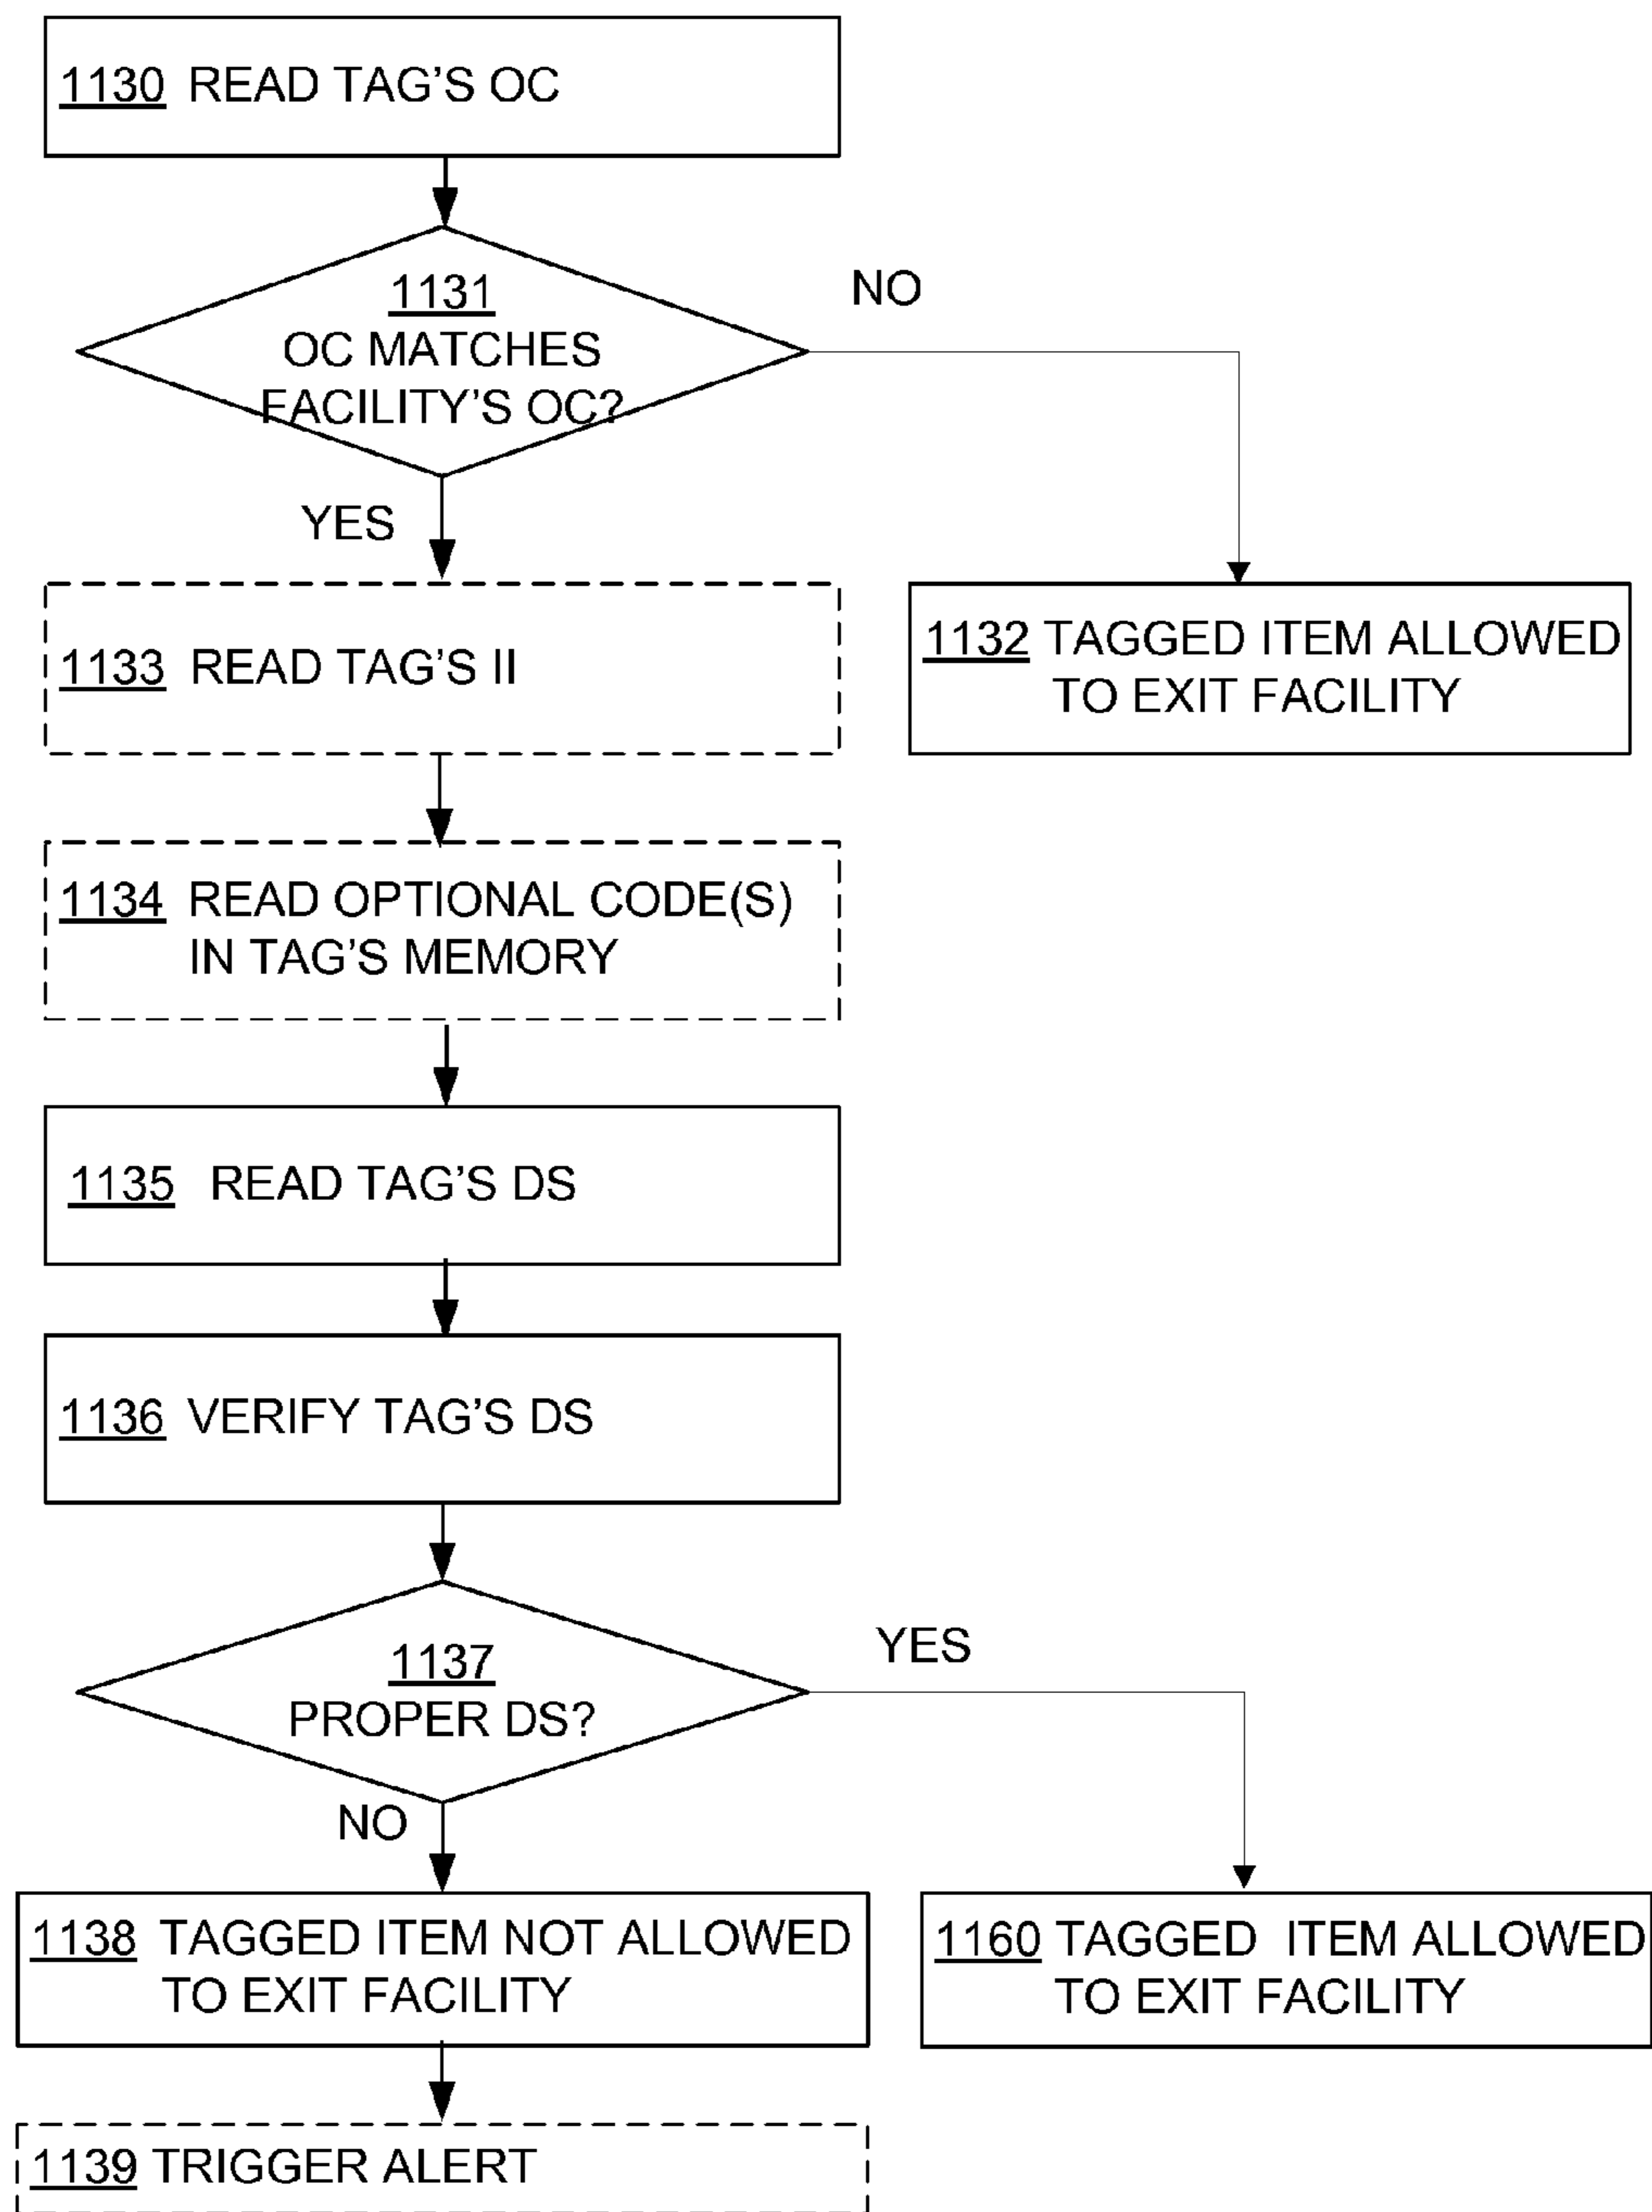 1130 READ TAG'S OC
1131
OC MATCHES
FACILITY'S OC?
NO
YES
1133 READ TAG'S II
1132 TAGGED ITEM ALLOWED
TO EXIT FACILITY
1134 READ OPTIONAL CODE(S)
IN TAG'S MEMORY
1135 READ TAG'S DS
1136 VERIFY TAG'S DS
1137
PROPER DS?
YES
NO
1138 TAGGED ITEM NOT ALLOWED
TO EXIT FACILITY
1160 TAGGED ITEM ALLOWED
TO EXIT FACILITY
1139 TRIGGER ALERT